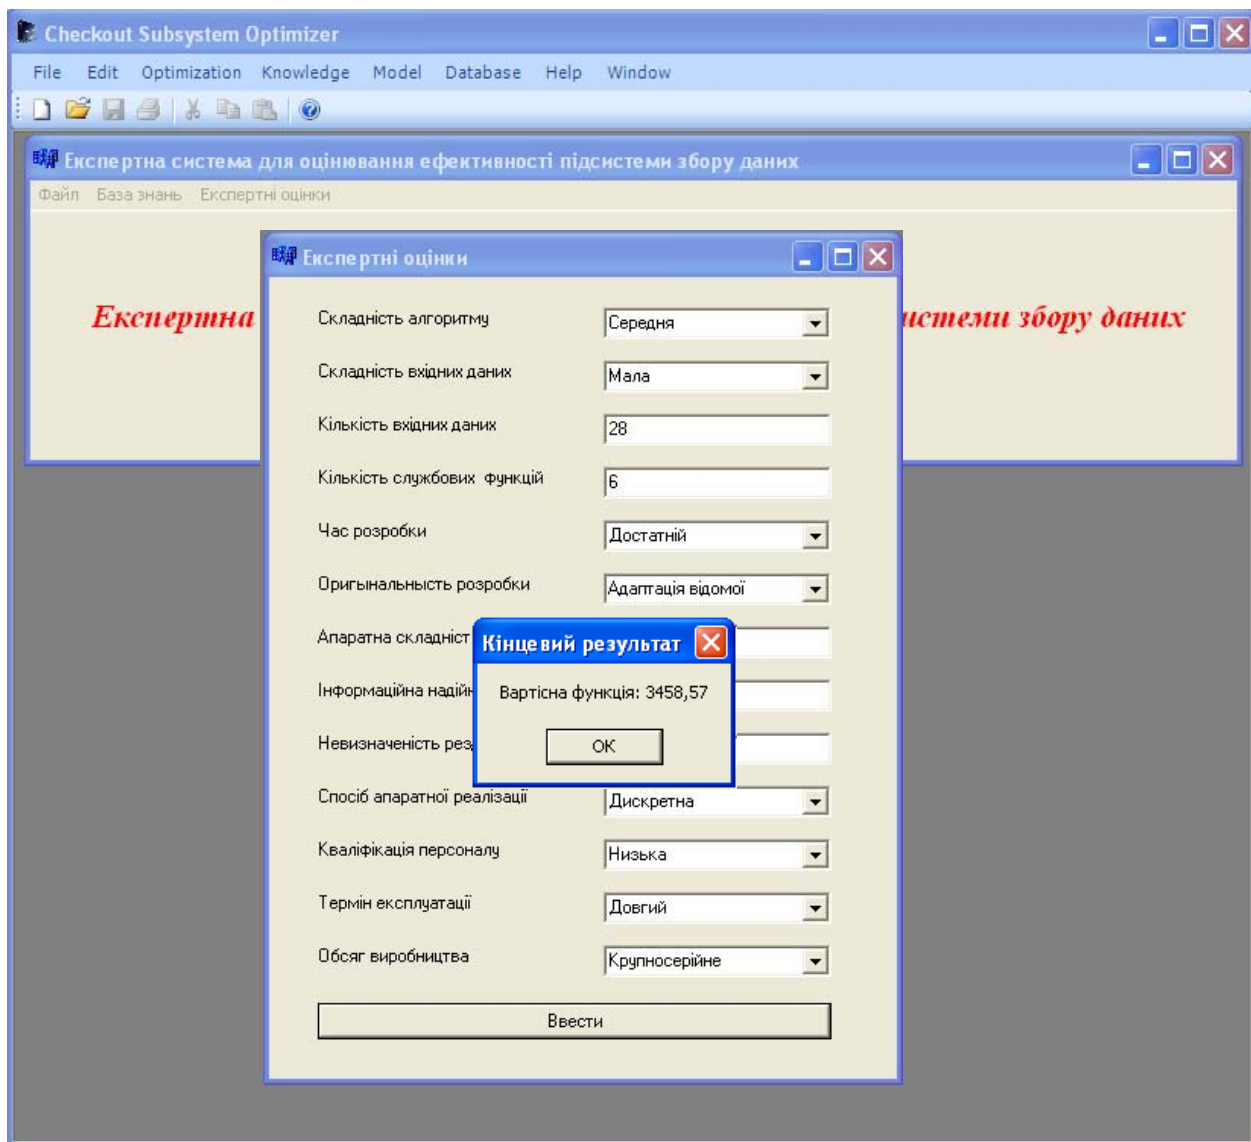 Checkout Subsystem Optimizer
File Edit Optimization Knowledge Model Database Help Window
Експертна система для оцінювання ефективності підсистеми збору даних
Файл База знань Експертні оцінки
Експертні оцінки
Експертна
истеми збору даних
Складність алгоритму Середня
Складність вхідних даних Мала
Кількість вхідних даних 28
Кількість службових функцій 6
Час розробки Достатній
Оригынальнысть розробки Адаптація відомої
Апаратна складніст
Кінцевий результат
Інформаційна надійн
Вартісна функція: 3458,57
Невизначеність рез
OK
Спосіб апаратної реалізації Дискретна
Кваліфікація персоналу Низька
Термін експлуатації Довгий
Обсяг виробництва Крупносерійне
Ввести